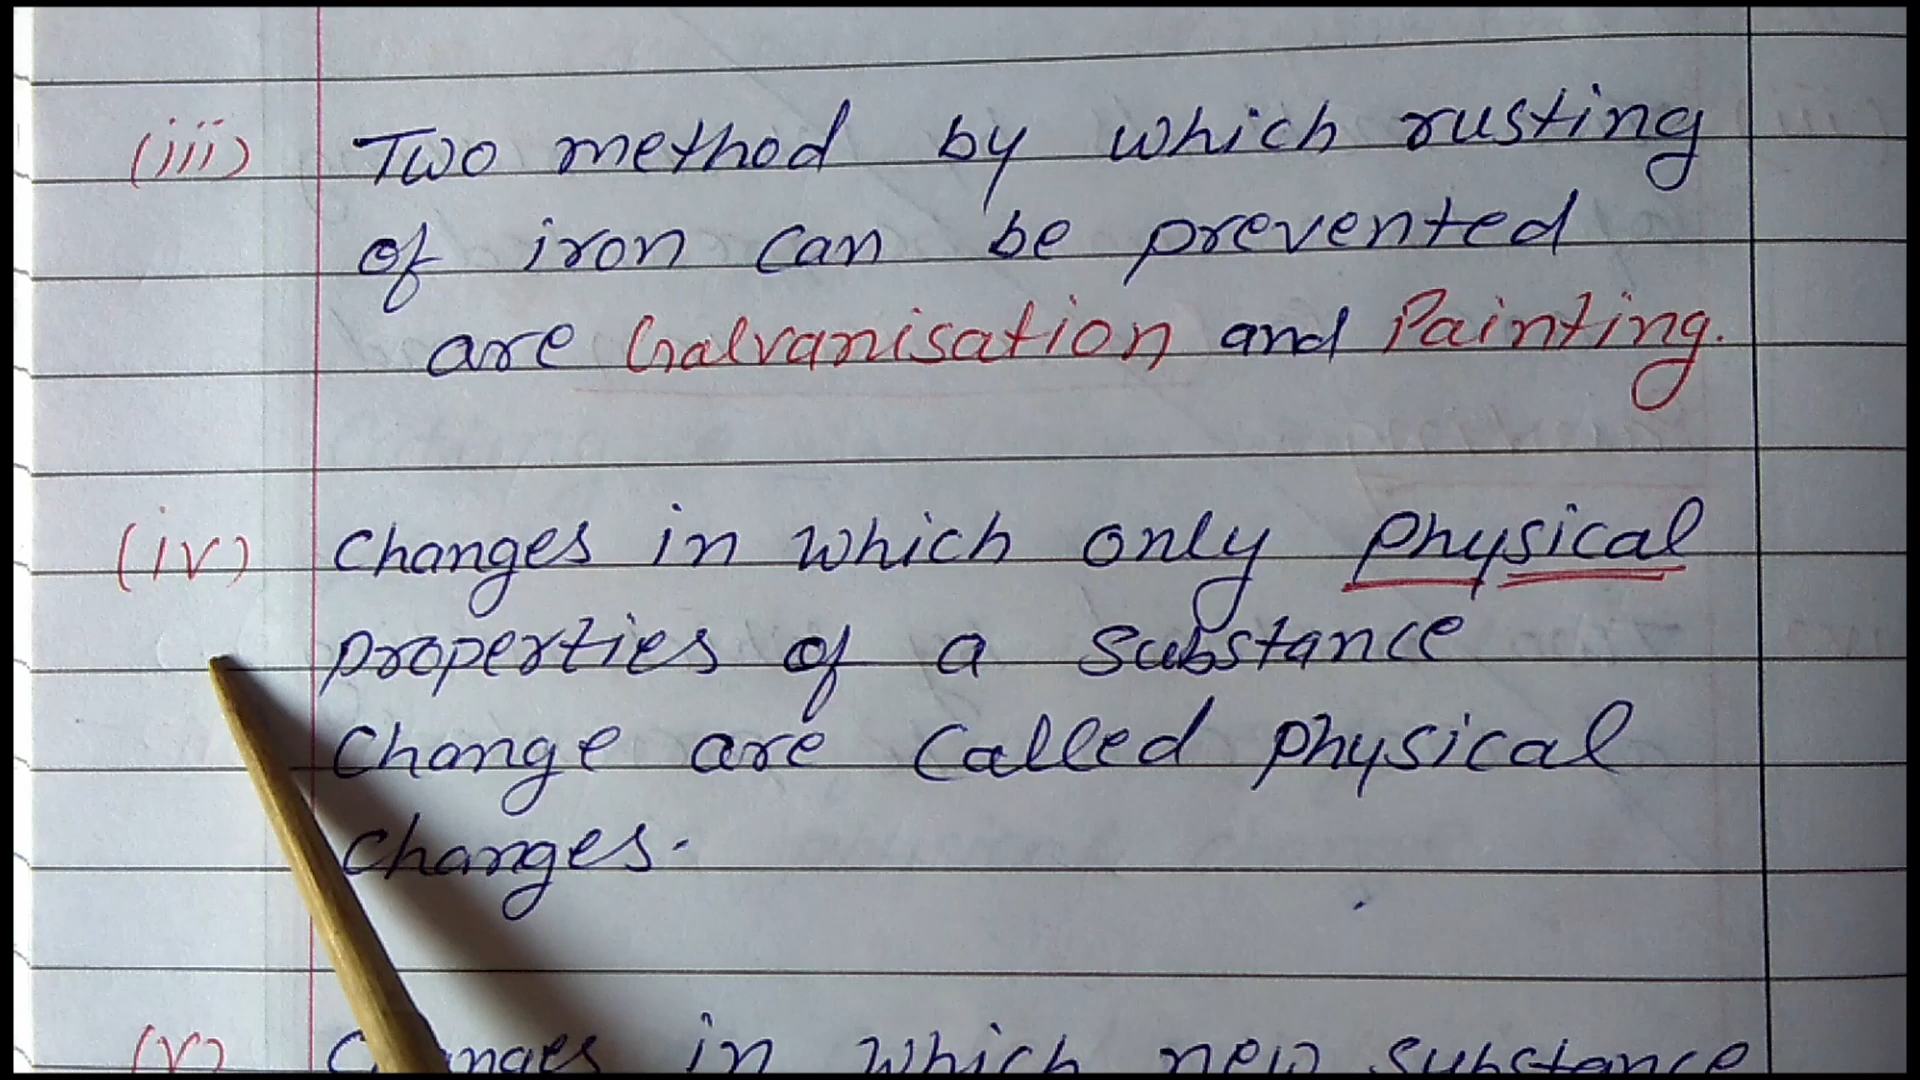 (iii) Two method by which rusting
of iron can be prevented
are Galvanisation and Painting.
(iv) Changes in which only physical
properties of a substance
change are called physical
changes.
(v) in which new substance